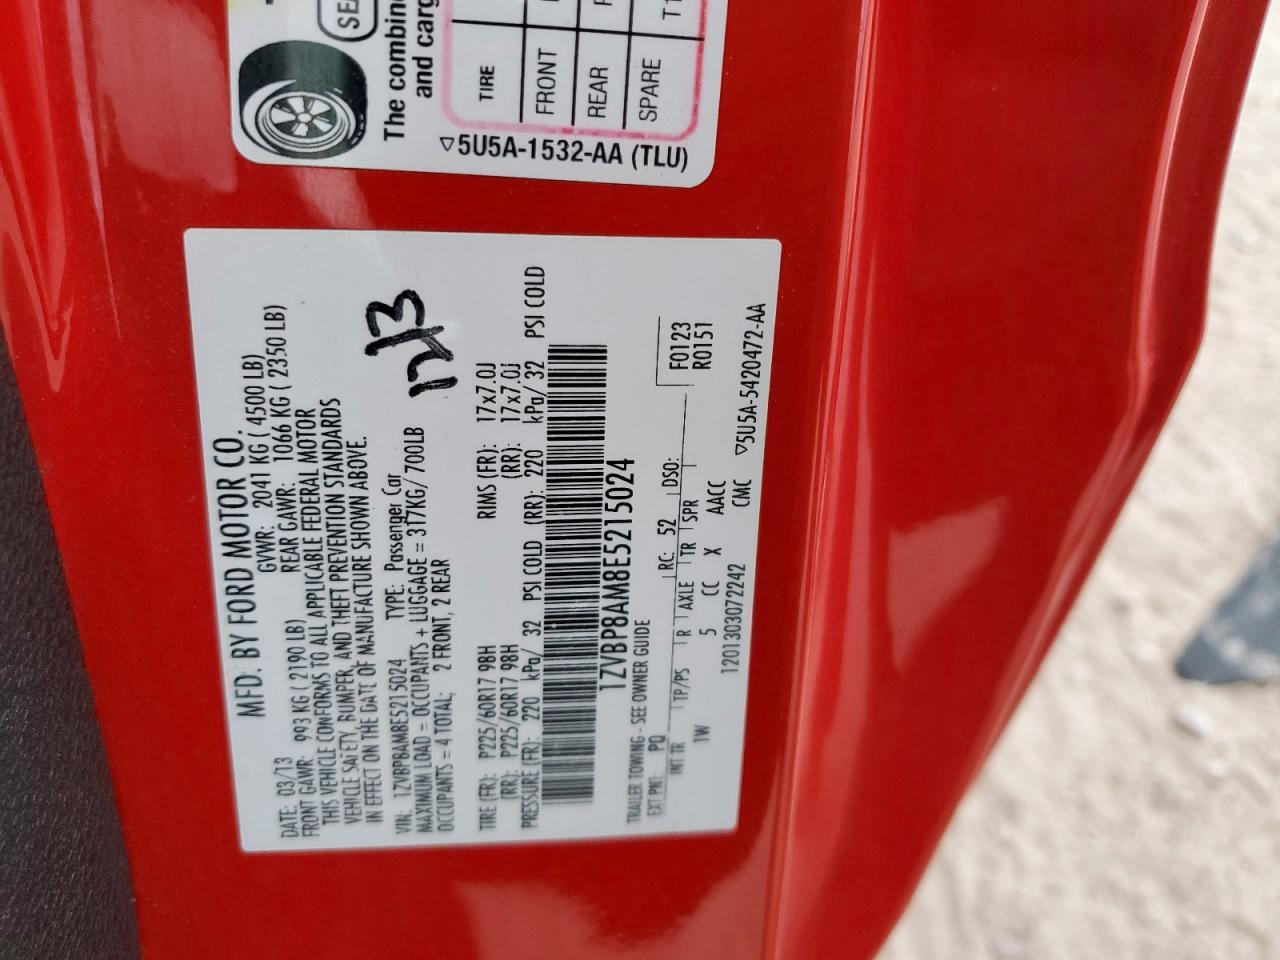 MFD. BY FORD MOTOR CO.
DATE: 03/13 GVWR: 2041 KG ( 4500 LB)
FRONT GAWR: 993 KG ( 2190 LB) REAR GAWR: 1066 KG ( 2350 LB)
THIS VEHICLE CONFORMS TO ALL APPLICABLE FEDERAL MOTOR
VEHICLE SAFETY, BUMPER, AND THEFT PREVENTION STANDARDS
IN EFFECT ON THE DATE OF MANUFACTURE SHOWN ABOVE.
VIN: 1ZVBP8AM8E5215024 TYPE: Passenger Car
MAXIMUM LOAD = OCCUPANTS + LUGGAGE = 317KG/ 700LB
OCCUPANTS = 4 TOTAL; 2 FRONT, 2 REAR
12/13
TIRE (FR): P225/60R17 98H RIMS (FR): 17x7.0J
(RR): P225/60R17 98H (RR): 17x7.0J
PRESSURE (FR): 220 kPa/ 32 PSI COLD (RR): 220 kPa/ 32 PSI COLD
1ZVBP8AM8E5215024
TRAILER TOWING - SEE OWNER GUIDE
EXT PNT: PQ RC: 52 DSO: F0123
R0151
INT TR TP/PS R AXLE TR SPR
1W 5 CC X AACC
12013030722​42 CMC ▽5U5A-5420472-AA
SEA
The combine
and carg
TIRE
FRONT
REAR
SPARE T1
▽5U5A-1532-AA (TLU)